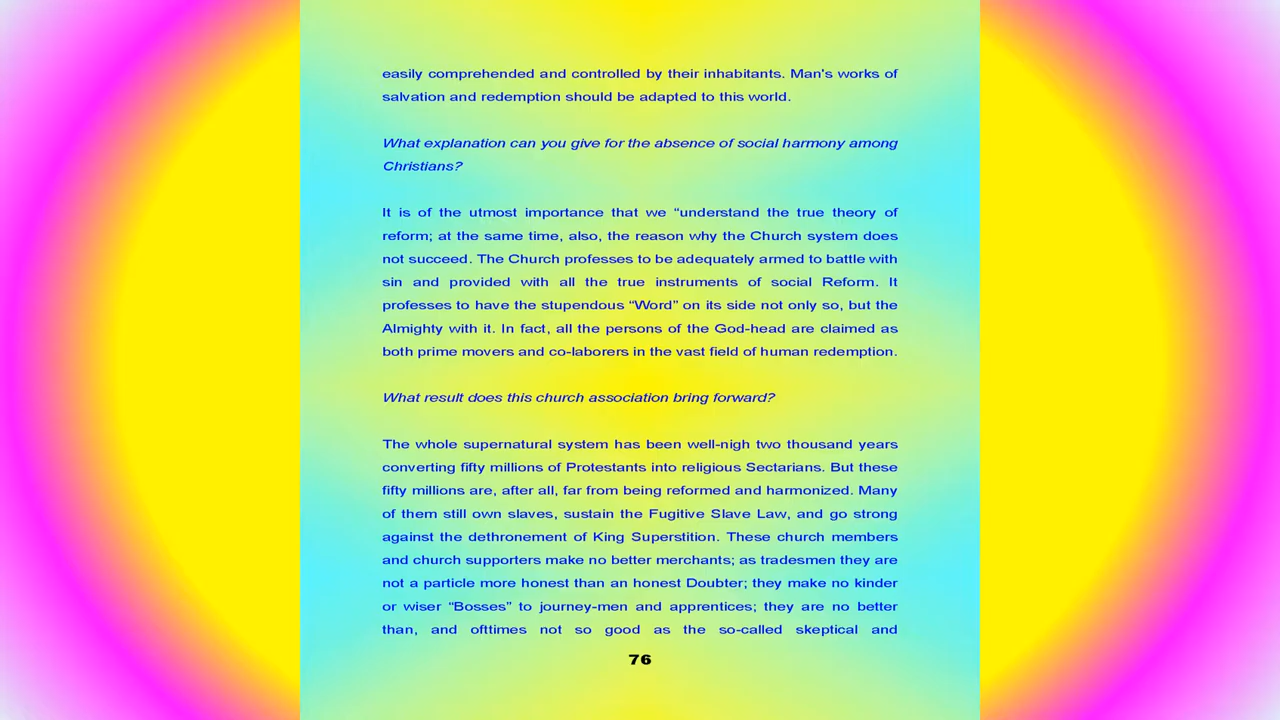 easily comprehended and controlled by their inhabitants. Man's works of
salvation and redemption should be adapted to this world.
What explanation can you give for the absence of social harmony among
Christians?
It is of the utmost importance that we “understand the true theory of
reform; at the same time, also, the reason why the Church system does
not succeed. The Church professes to be adequately armed to battle with
sin and provided with all the true instruments of social Reform. It
professes to have the stupendous “Word” on its side not only so, but the
Almighty with it. In fact, all the persons of the God-head are claimed as
both prime movers and co-laborers in the vast field of human redemption.
What result does this church association bring forward?
The whole supernatural system has been well-nigh two thousand years
converting fifty millions of Protestants into religious Sectarians. But these
fifty millions are, after all, far from being reformed and harmonized. Many
of them still own slaves, sustain the Fugitive Slave Law, and go strong
against the dethronement of King Superstition. These church members
and church supporters make no better merchants; as tradesmen they are
not a particle more honest than an honest Doubter; they make no kinder
or wiser “Bosses” to journey-men and apprentices; they are no better
than, and ofttimes not so good as the so-called skeptical and
76